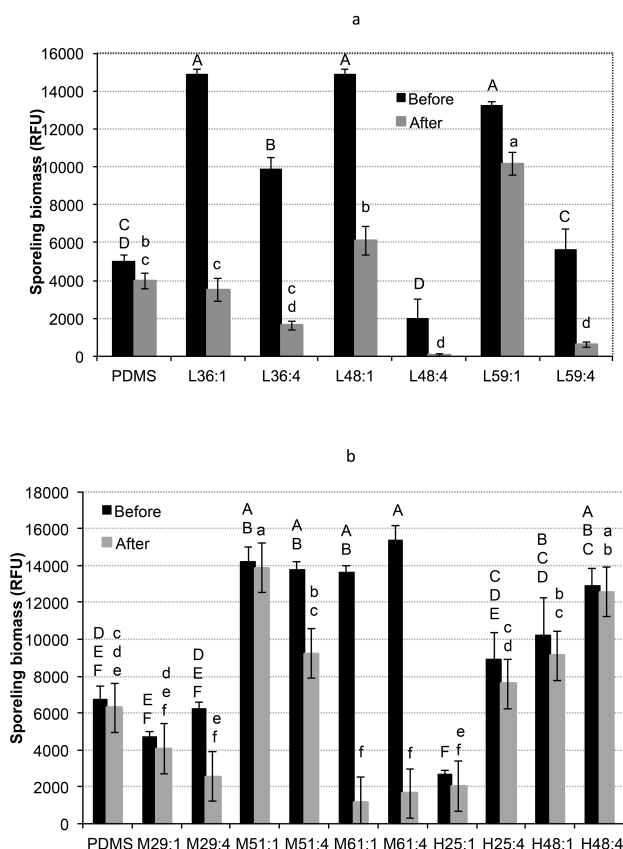 a
16000
14000
12000
10000
8000
6000
4000
2000
0
Sporeling biomass (RFU)
Before
After
C
D
b
c
A
c
B
c
d
A
b
D
d
A
a
C
d
PDMS L36:1 L36:4 L48:1 L48:4 L59:1 L59:4
b
18000
16000
14000
12000
10000
8000
6000
4000
2000
0
Sporeling biomass (RFU)
Before
After
D
E
F
c
d
e
E
F
d
e
f
D
E
F
e
f
A
B
a
A
B
b
c
A
B
f
A
f
F
e
f
C
D
E
c
d
B
C
D
b
c
A
B
C
a
b
PDMS M29:1 M29:4 M51:1 M51:4 M61:1 M61:4 H25:1 H25:4 H48:1 H48:4